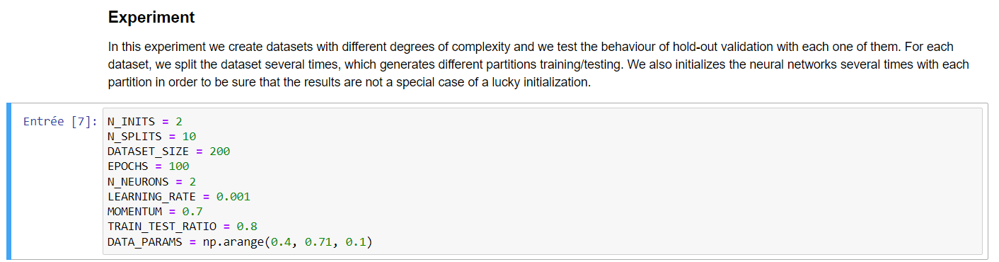 Experiment
In this experiment we create datasets with different degrees of complexity and we test the behaviour of hold-out validation with each one of them. For each
dataset, we split the dataset several times, which generates different partitions training/testing. We also initializes the neural networks several times with each
partition in order to be sure that the results are not a special case of a lucky initialization.
Entrée [7]: N_INITS = 2
N_SPLITS = 10
DATASET_SIZE = 200
EPOCHS = 100
N_NEURONS = 2
LEARNING_RATE = 0.001
MOMENTUM = 0.7
TRAIN_TEST_RATIO = 0.8
DATA_PARAMS = np.arange(0.4, 0.71, 0.1)